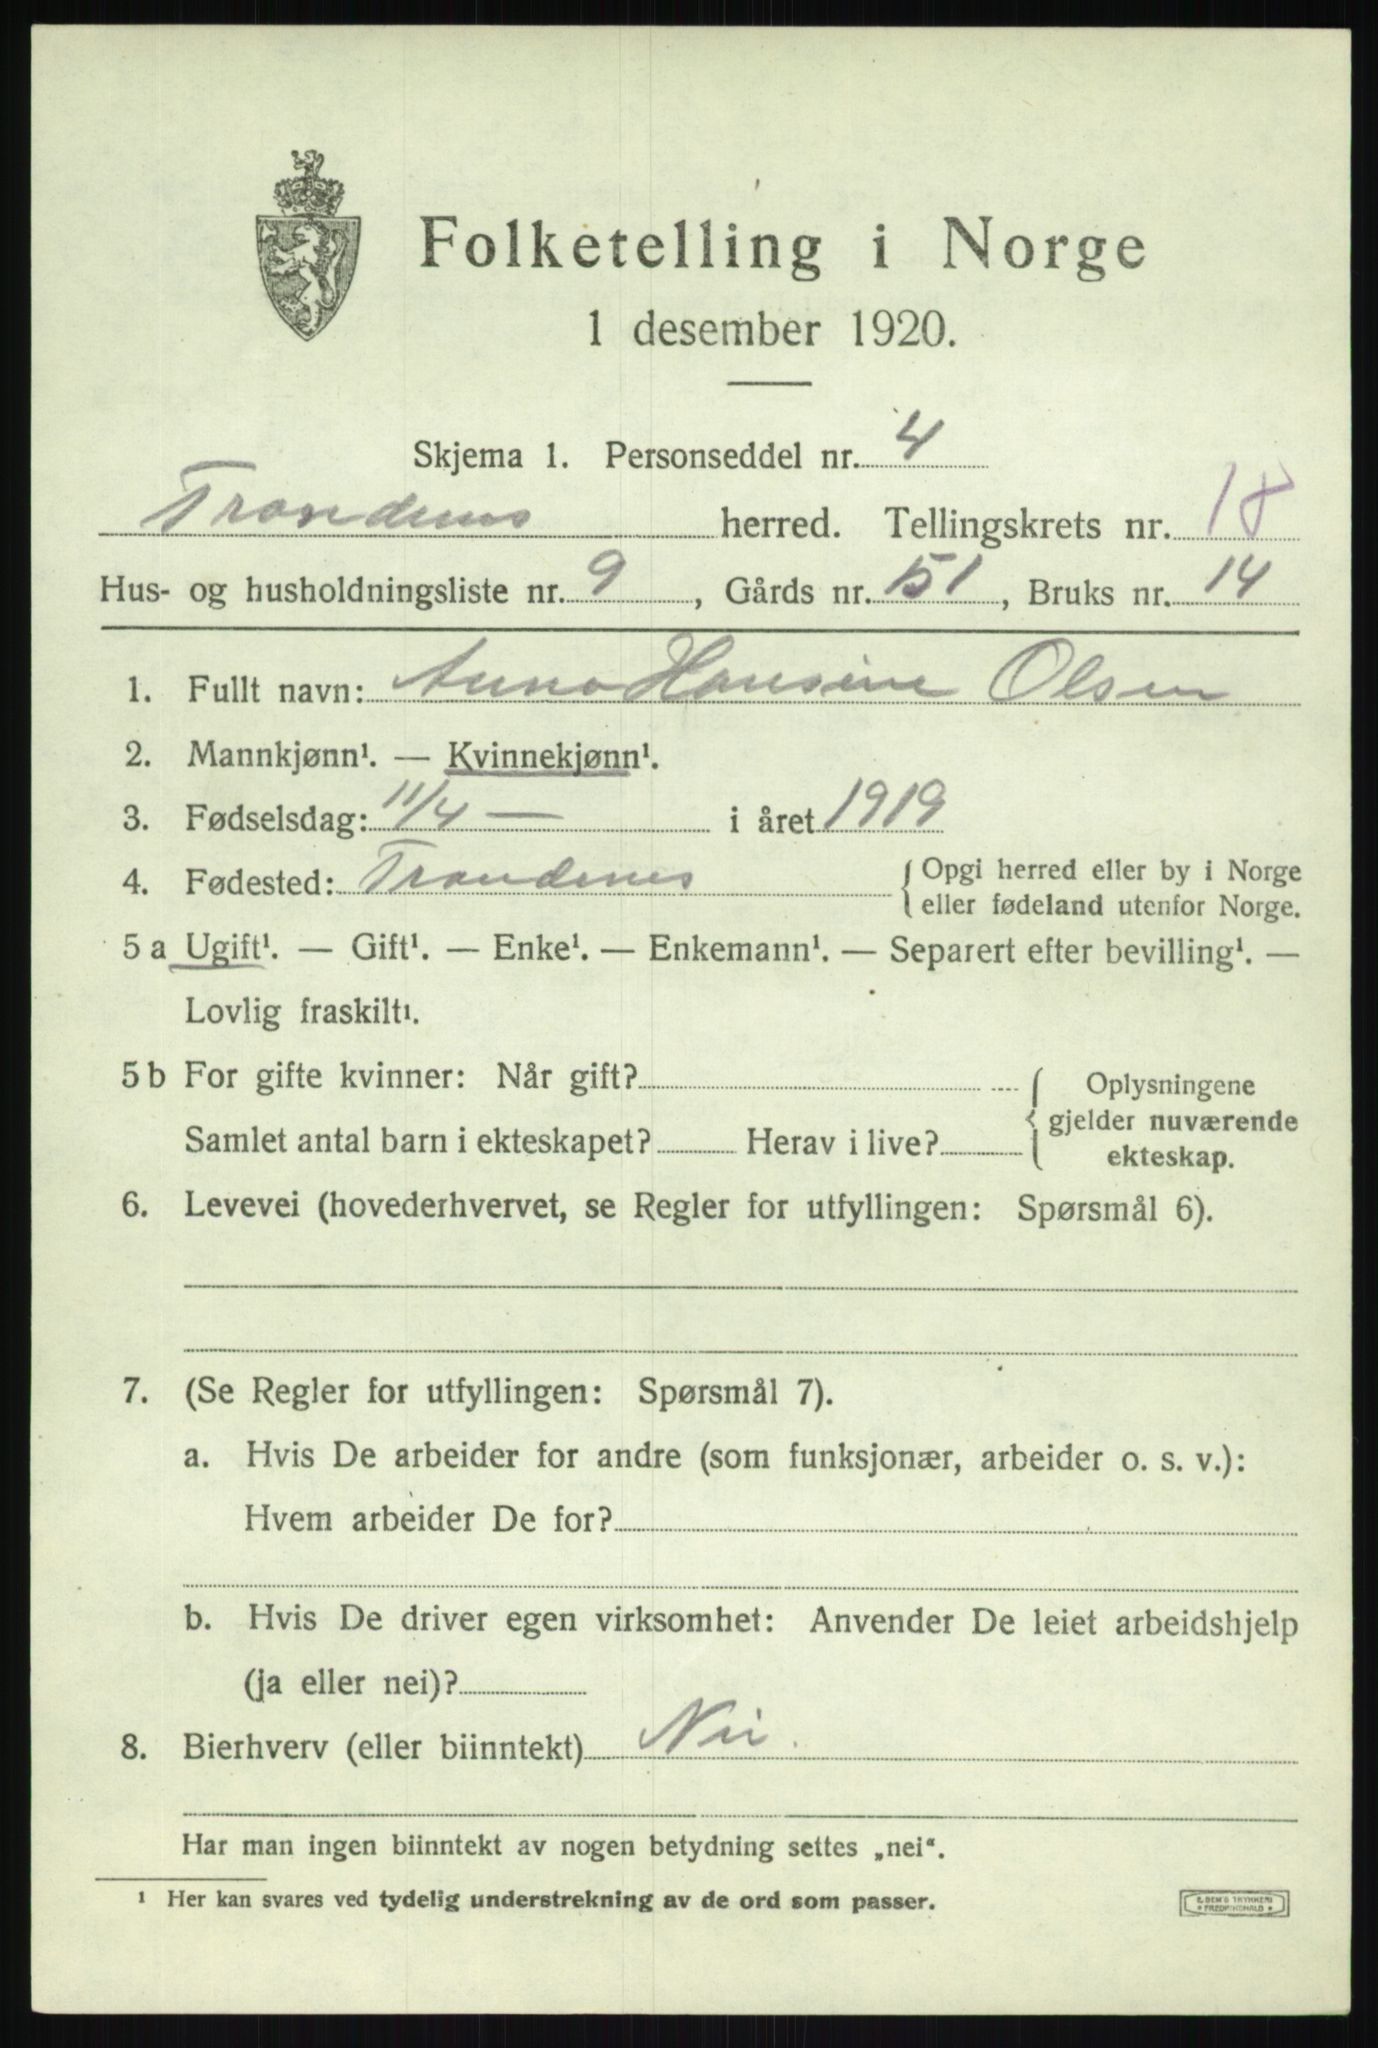 Folketelling i Norge
1 desember 1920.
Skjema 1. Personseddel nr. 4
Trondenes herred. Tellingskrets nr. 18
Hus- og husholdningsliste nr. 9, Gårds nr. 151, Bruks nr. 14
1. Fullt navn: Anna Hansine Olsen
2. Mannkjønn¹. — Kvinnekjønn¹.
3. Fødselsdag: 11/4 — i året 1919
4. Fødested: Trondenes { Opgi herred eller by i Norge
eller fødeland utenfor Norge.
5 a Ugift¹. — Gift¹. — Enke¹. — Enkemann¹. — Separert efter bevilling¹. —
Lovlig fraskilt¹.
5 b For gifte kvinner: Når gift? { Oplysningene
gjelder nuværende
Samlet antal barn i ekteskapet? Herav i live?
ekteskap.
6. Levevei (hovederhvervet, se Regler for utfyllingen: Spørsmål 6).
7. (Se Regler for utfyllingen: Spørsmål 7).
a. Hvis De arbeider for andre (som funksjonær, arbeider o. s. v.):
Hvem arbeider De for?
b. Hvis De driver egen virksomhet: Anvender De leiet arbeidshjelp
(ja eller nei)?
8. Bierhverv (eller biinntekt) Nei.
Har man ingen biinntekt av nogen betydning settes „nei“.
¹ Her kan svares ved tydelig understrekning av de ord som passer.